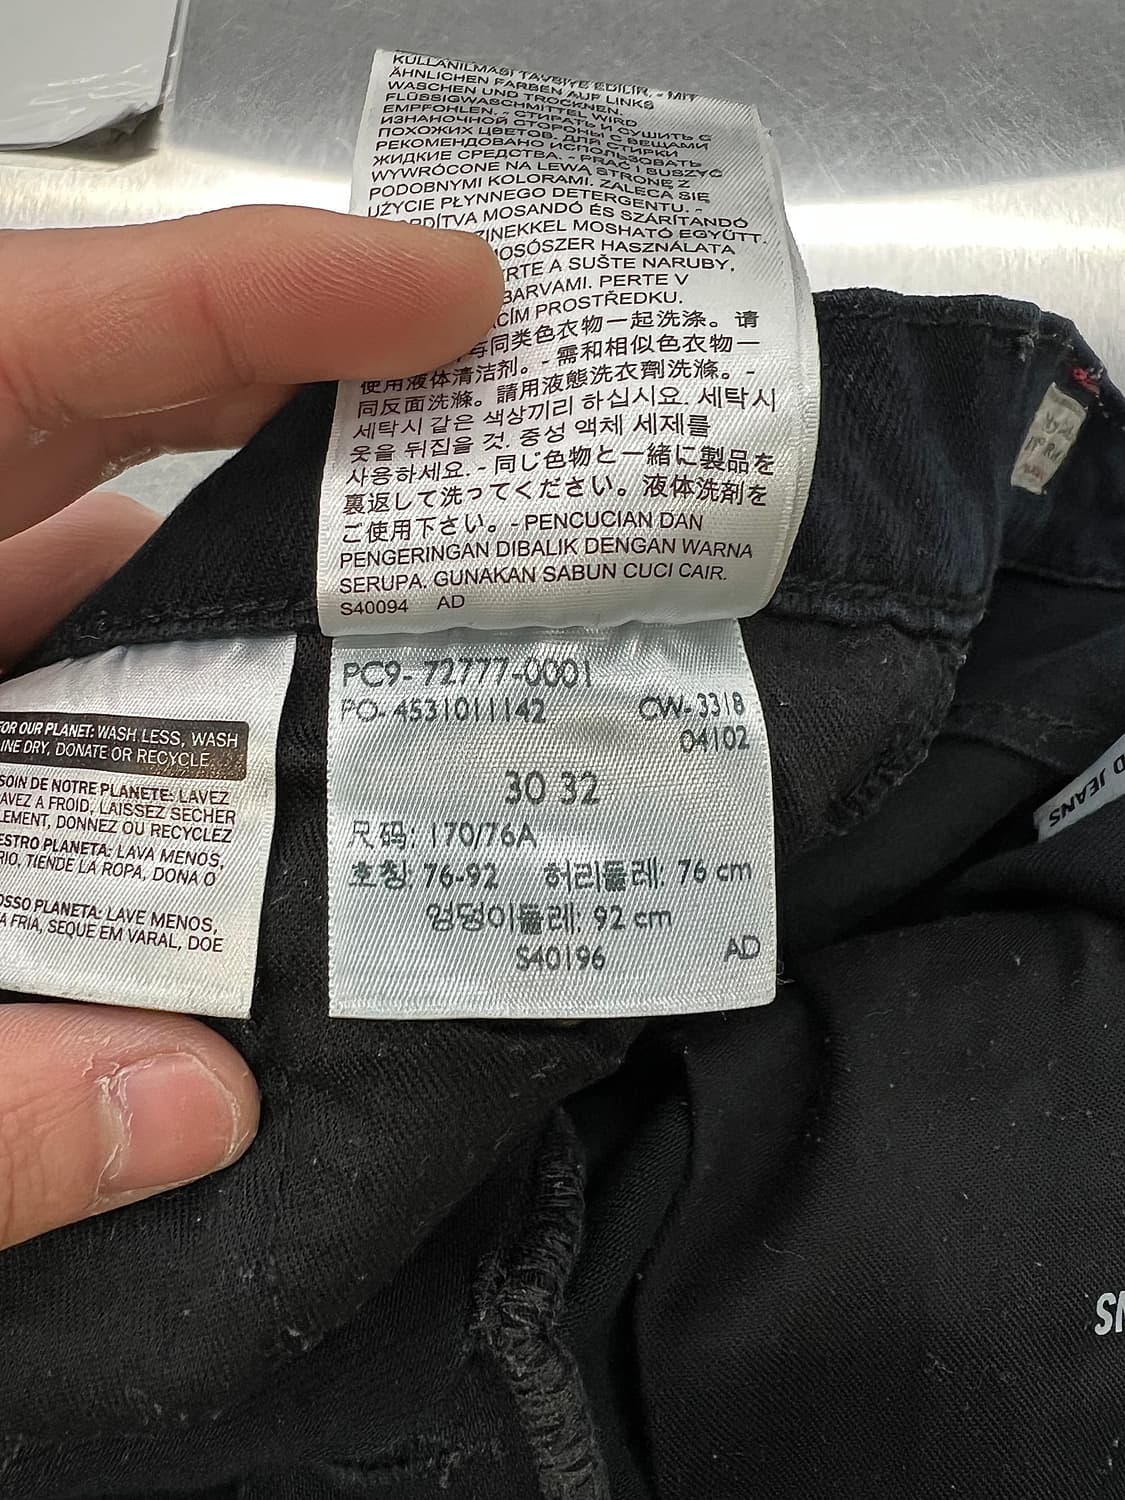 KULLANILMASI TAVSİYE EDİLİR. - MIT
ÄHNLICHEN FARBEN AUF LINKS
WASCHEN UND TROCKNEN.
FLÜSSIGWASCHMITTEL WIRD
EMPFOHLEN. - СТИРАТЬ И СУШИТЬ С
ИЗНАНОЧНОЙ СТОРОНЫ С ВЕЩАМИ
ПОХОЖИХ ЦВЕТОВ. ДЛЯ СТИРКИ
РЕКОМЕНДОВАНО ИСПОЛЬЗОВАТЬ
ЖИДКИЕ СРЕДСТВА. - PRAĆ I SUSZYĆ
WYWRÓCONE NA LEWĄ STRONĘ Z
PODOBNYMI KOLORAMI. ZALECA SIĘ
UŻYCIE PŁYNNEGO DETERGENTU. -
MOSANDÓ ÉS SZÁRÍTANDÓ
MOSHATÓ EGYÜTT.
HASZNÁLATA
A SUŠTE NARUBY,
BARVAMI. PERTE V
PROSTŘEDKU.
同类色衣物一起洗涤。请
使用液体清洁剂。- 需和相似色衣物一
同反面洗滌。請用液態洗衣劑洗滌。-
세탁시 같은 색상끼리 하십시요. 세탁시
옷을 뒤집을 것. 중성 액체 세제를
사용하세요. - 同じ色物と一緒に製品を
裏返して洗ってください。液体洗剤を
ご使用下さい。- PENCUCIAN DAN
PENGERINGAN DIBALIK DENGAN WARNA
SERUPA. GUNAKAN SABUN CUCI CAIR.
S40094 AD
PC9-72777-0001
PO-4531011142 CW-3318
04102
30 32
尺码: 170/76A
호칭: 76-92 허리둘레: 76 cm
엉덩이둘레: 92 cm
S40196 AD
FOR OUR PLANET: WASH LESS, WASH
LINE DRY, DONATE OR RECYCLE.
SOIN DE NOTRE PLANETE: LAVEZ
LAVEZ A FROID, LAISSEZ SECHER
DONNEZ OU RECYCLEZ
PLANETA: LAVA MENOS,
TIENDE LA ROPA, DONA O
PLANETA: LAVE MENOS,
FRIA, SEQUE EM VARAL, DOE
D JEANS